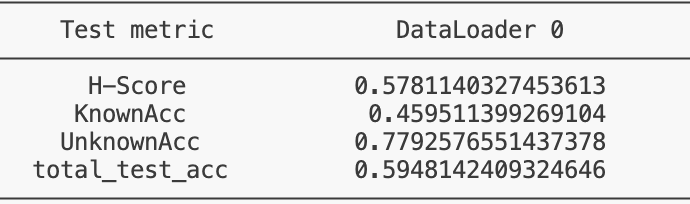 Test metric DataLoader 0
H-Score 0.5781140327453613
KnownAcc 0.459511399269104
UnknownAcc 0.7792576551437378
total_test_acc 0.5948142409324646